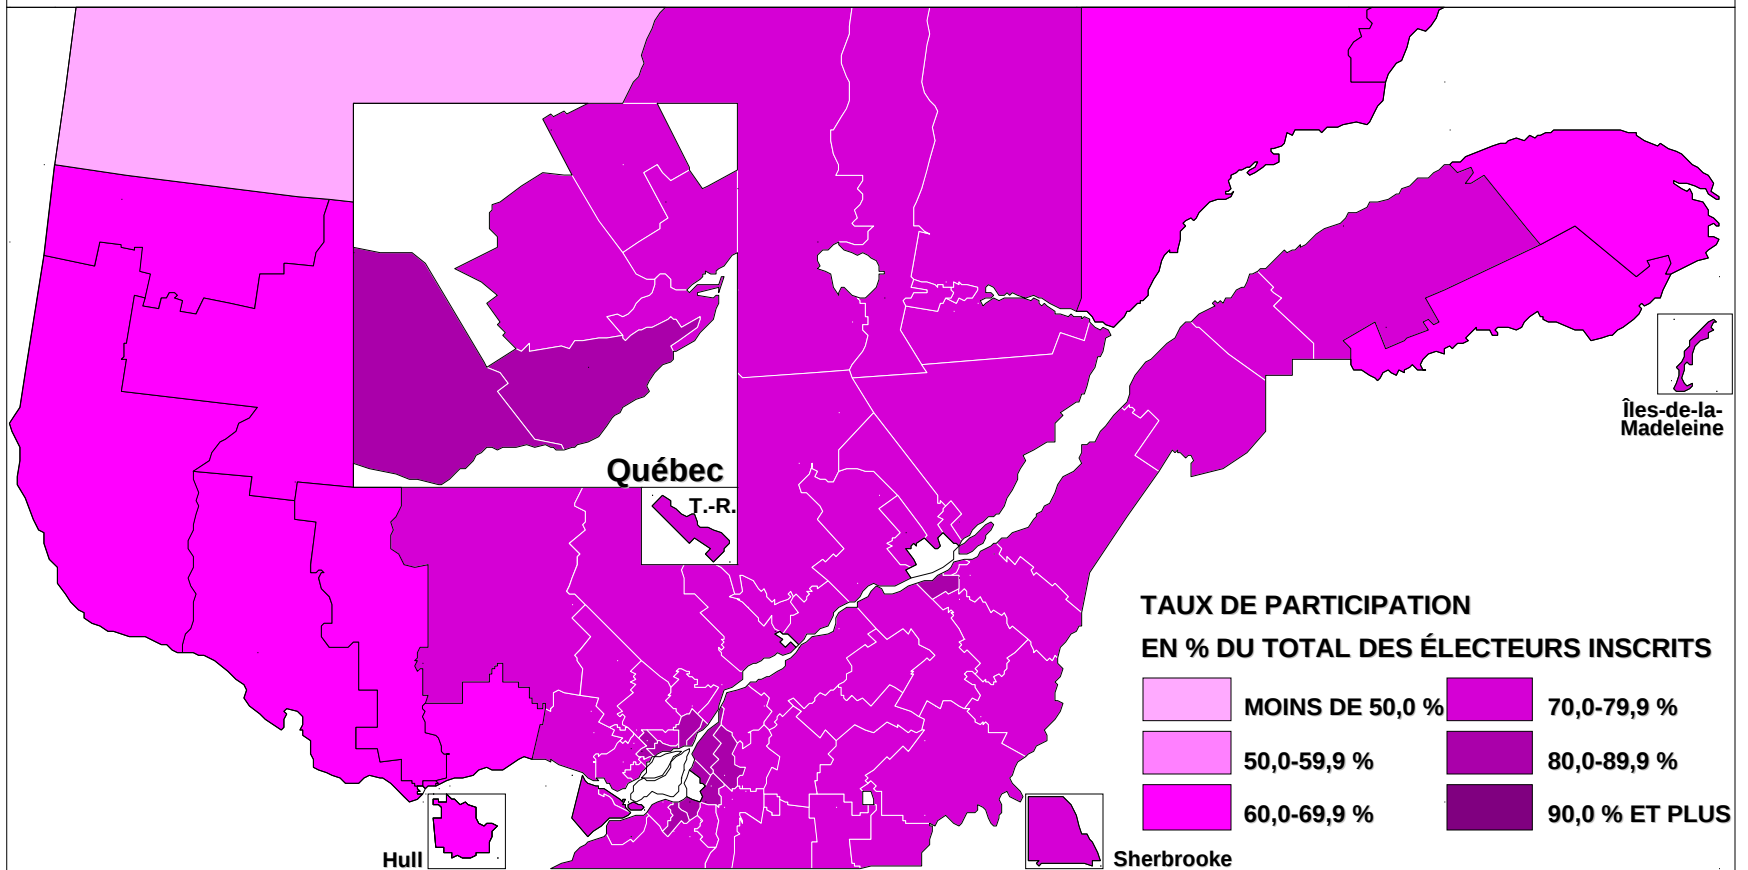 Québec
T.-R.
Îles-de-la-
Madeleine
TAUX DE PARTICIPATION
EN % DU TOTAL DES ÉLECTEURS INSCRITS
MOINS DE 50,0 %
70,0-79,9 %
50,0-59,9 %
80,0-89,9 %
60,0-69,9 %
90,0 % ET PLUS
Hull
Sherbrooke